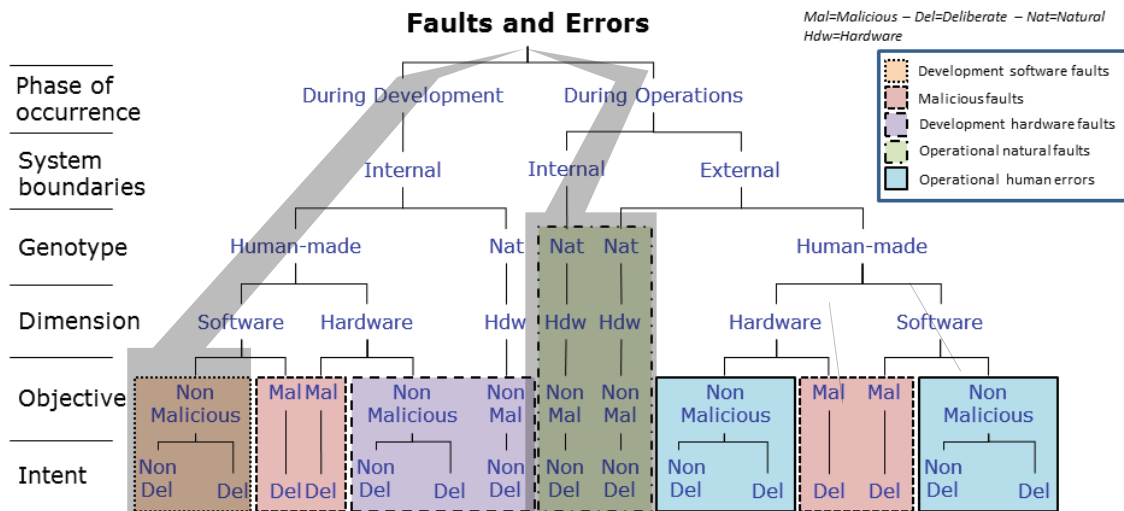 Faults and Errors
Mal=Malicious – Del=Deliberate – Nat=Natural
Hdw=Hardware
Development software faults
Malicious faults
Development hardware faults
Operational natural faults
Operational human errors
Phase of
occurrence
During Development
During Operations
System
boundaries
Internal
Internal
External
Genotype
Human-made
Nat
Nat
Nat
Human-made
Dimension
Software
Hardware
Hdw
Hdw
Hdw
Hardware
Software
Objective
Non
Malicious
Mal
Mal
Non
Malicious
Non
Mal
Non
Mal
Non
Mal
Non
Malicious
Mal
Mal
Non
Malicious
Intent
Non
Del
Del
Del
Del
Non
Del
Del
Non
Del
Non
Del
Non
Del
Non
Del
Del
Del
Del
Non
Del
Del